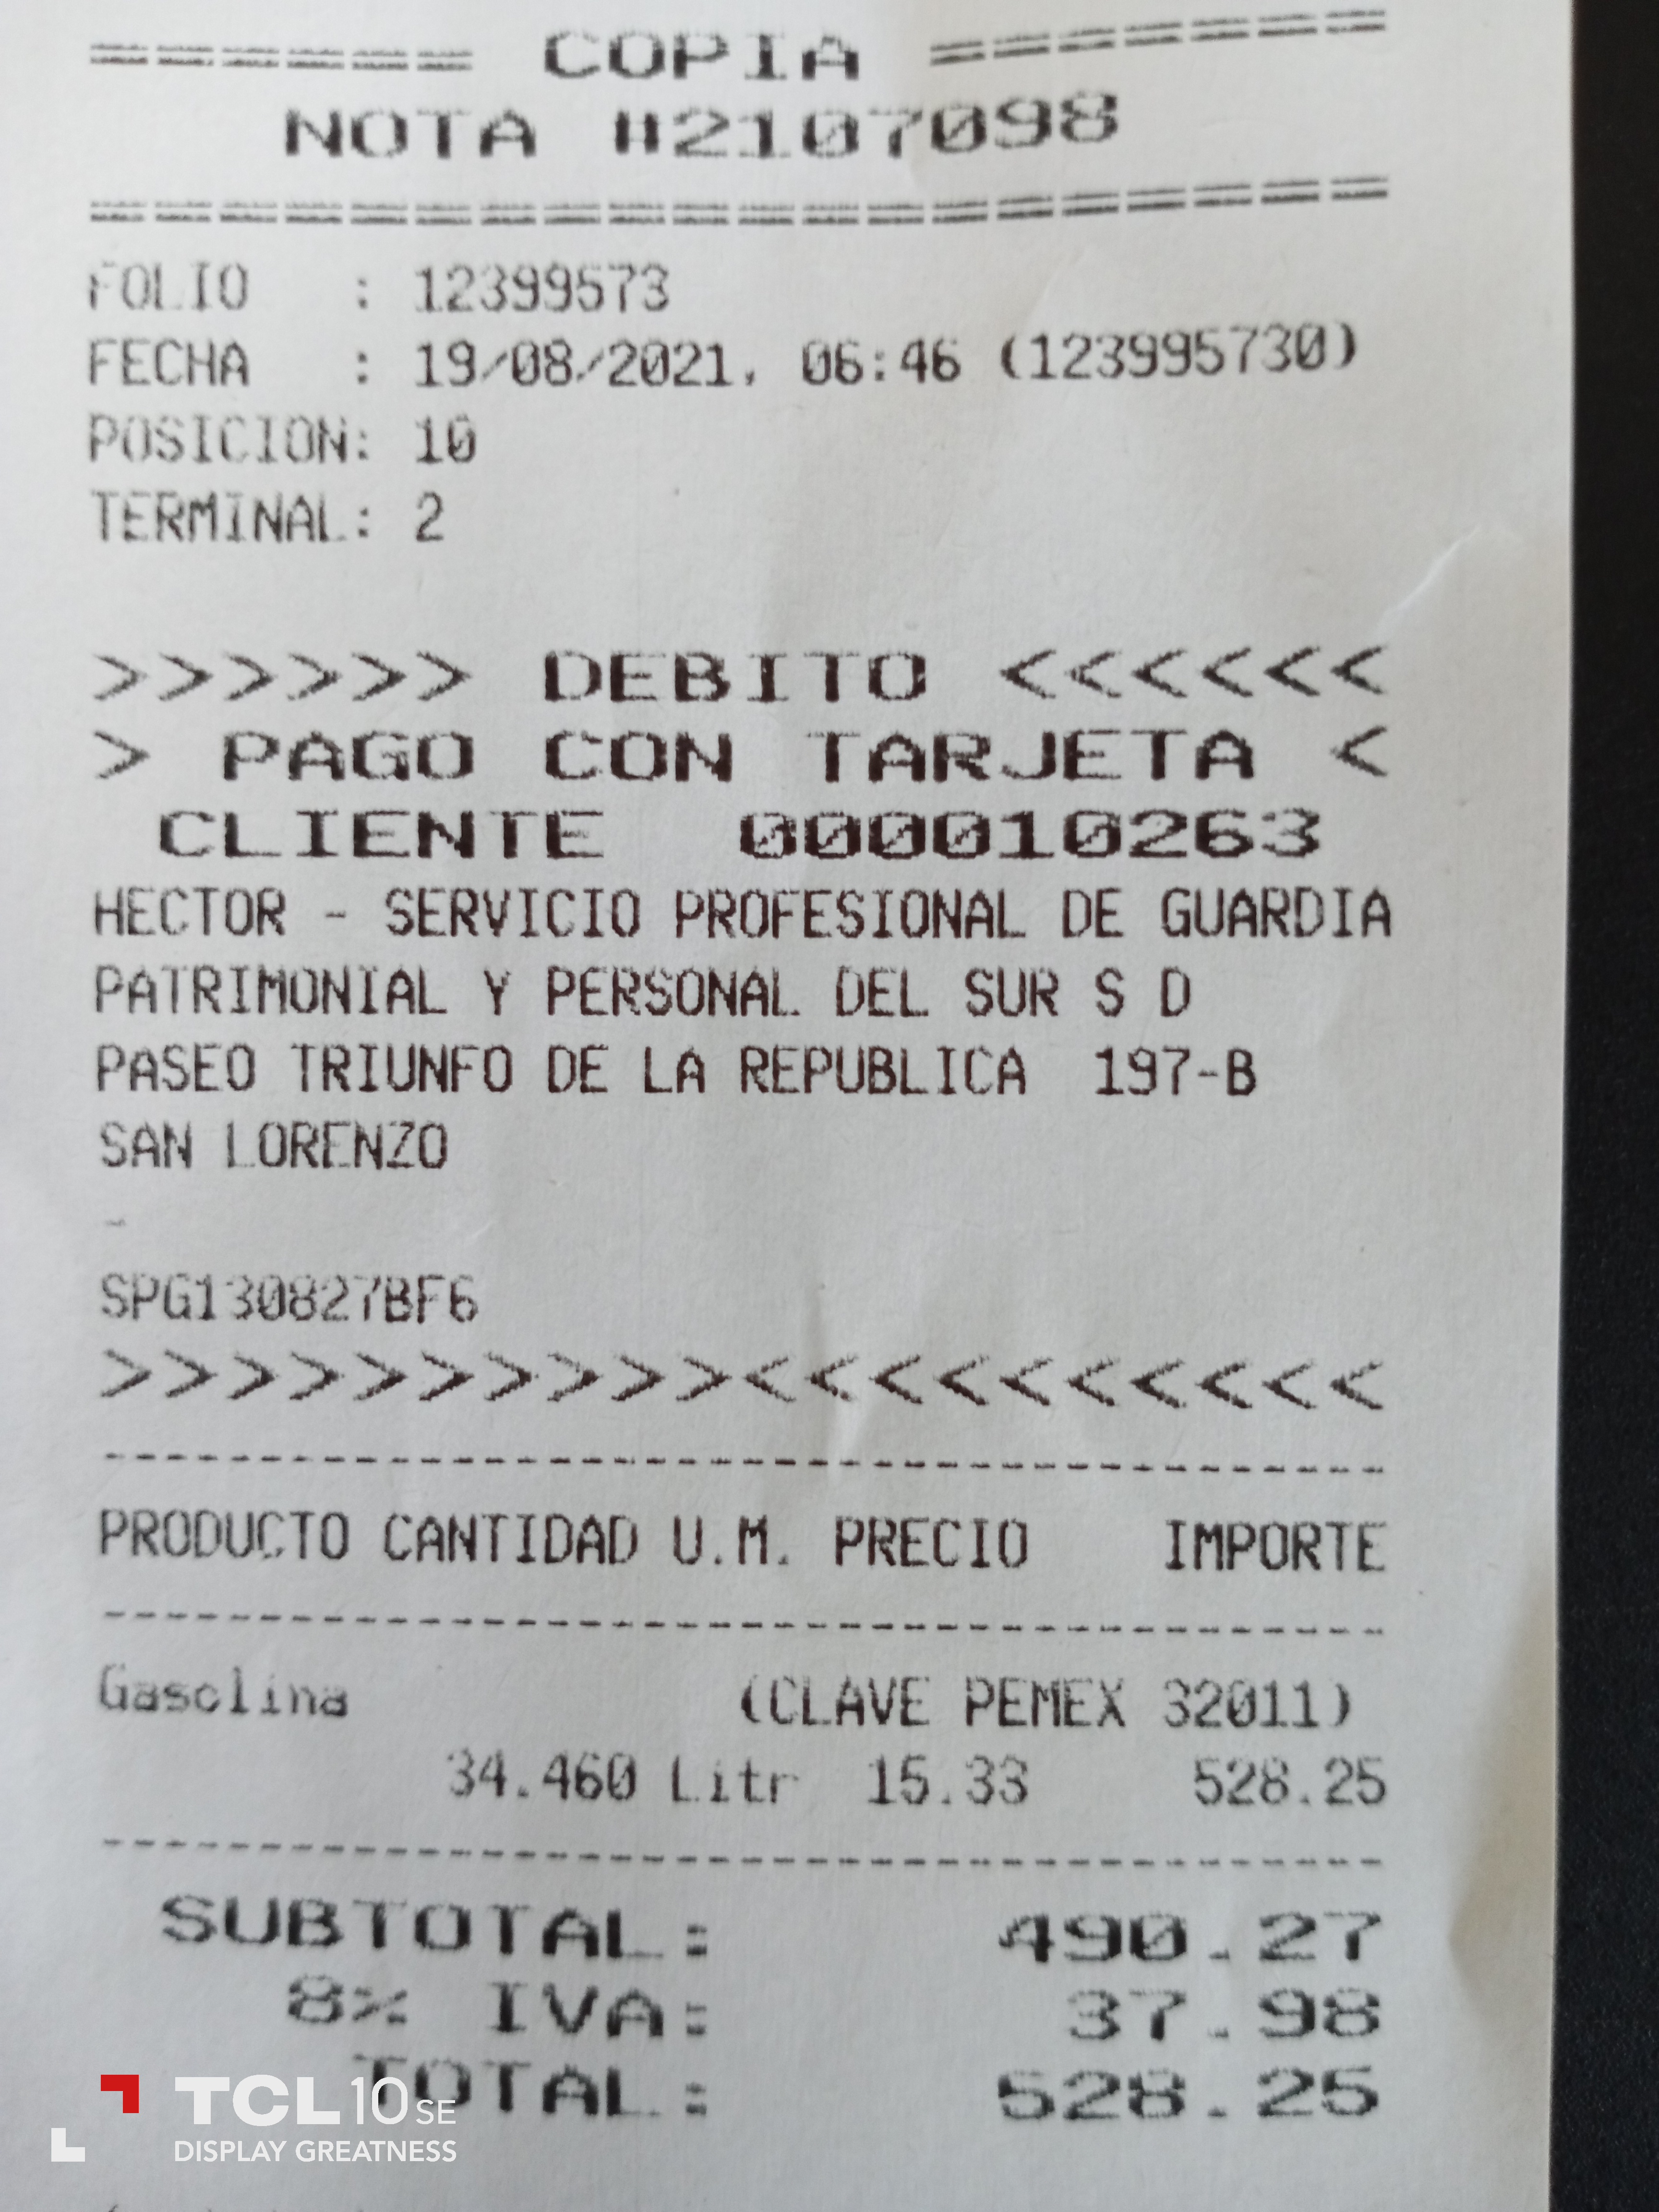 ====== COPIA =======
NOTA #2107098
====================
FOLIO   : 12399573
FECHA   : 19/08/2021, 06:46 (123995730)
POSICION: 10
TERMINAL: 2
>>>>>> DEBITO <<<<<<
> PAGO CON TARJETA <
CLIENTE  000010263
HECTOR - SERVICIO PROFESIONAL DE GUARDIA
PATRIMONIAL Y PERSONAL DEL SUR S D
PASEO TRIUNFO DE LA REPUBLICA  197-B
SAN LORENZO
-
SPG130827BF6
>>>>>>>>>><<<<<<<<<<
----------------------------------------
PRODUCTO CANTIDAD U.M. PRECIO    IMPORTE
----------------------------------------
Gasolina            (CLAVE PEMEX 32011)
34.460 Litr  15.33     528.25
----------------------------------------
SUBTOTAL:    490.27
8% IVA:     37.98
TOTAL:    528.25
TCL 10 SE
DISPLAY GREATNESS